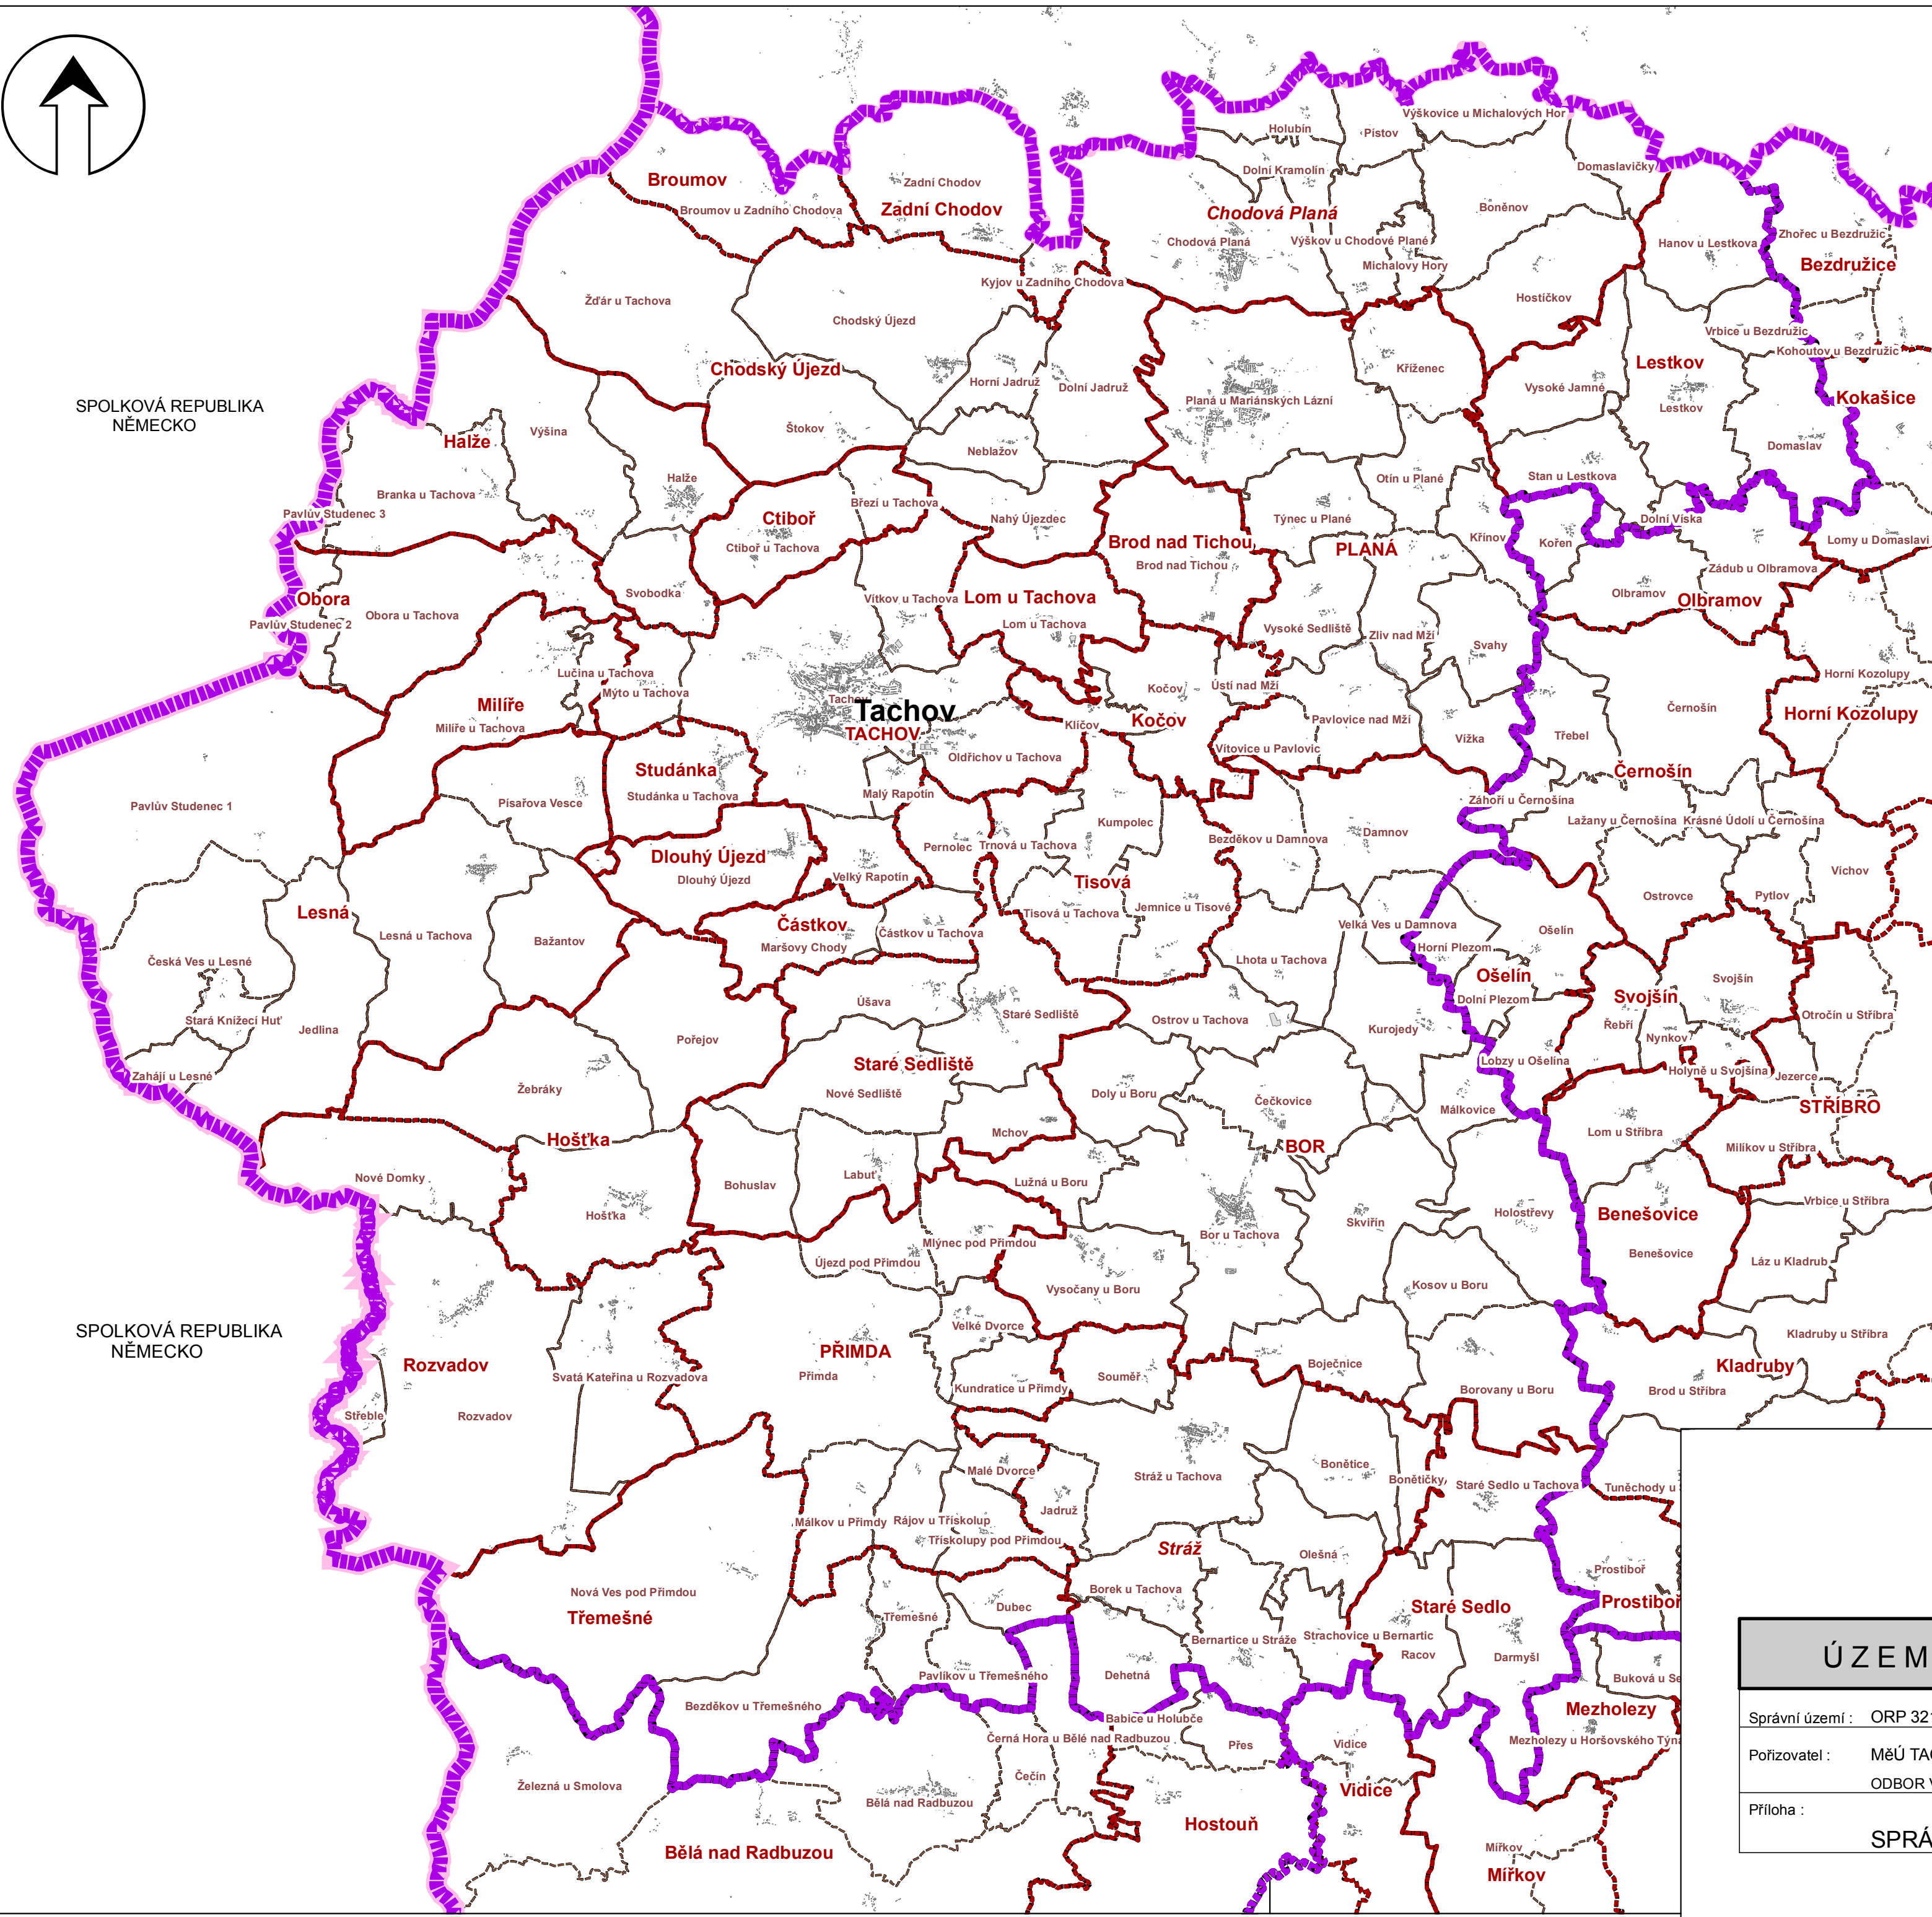 Výškovice u Michalových Hor
Holubín
Pístov
Domaslavičky
Dolní Kramolín
Broumov
Zadní Chodov
Broumov u Zadního Chodova
Zadní Chodov
Chodová Planá
Boněnov
Chodová Planá
Výškov u Chodové Plané
Hanov u Lestkova
Zhořec u Bezdružic
Michalovy Hory
Bezdružice
Kyjov u Zadního Chodova
Žďár u Tachova
Hostíčkov
Chodský Újezd
Vrbice u Bezdružic
Kohoutov u Bezdružic
Chodský Újezd
Lestkov
Kříženec
Horní Jadruž
Dolní Jadruž
Vysoké Jamné
Planá u Mariánských Lázní
Kokašice
Lestkov
SPOLKOVÁ REPUBLIKA
NĚMECKO
Halže
Výšina
Štokov
Neblažov
Domaslav
Halže
Otín u Plané
Stan u Lestkova
Branka u Tachova
Březí u Tachova
Pavlův Studenec 3
Ctiboř
Nahý Újezdec
Týnec u Plané
Dolní Víska
Ctiboř u Tachova
Brod nad Tichou
PLANÁ
Křínov
Kořen
Lomy u Domaslavi
Brod nad Tichou
Zádub u Olbramova
Svobodka
Obora
Vítkov u Tachova
Lom u Tachova
Olbramov
Olbramov
Obora u Tachova
Pavlův Studenec 2
Lom u Tachova
Vysoké Sedliště
Zliv nad Mží
Svahy
Lučina u Tachova
Mýto u Tachova
Horní Kozolupy
Kočov
Ústí nad Mží
Tachov
Milíře
Tachov
Černošín
Horní Kozolupy
Milíře u Tachova
TACHOV
Klíčov
Kočov
Pavlovice nad Mží
Vížka
Třebel
Oldřichov u Tachova
Vítovice u Pavlovic
Studánka
Černošín
Studánka u Tachova
Malý Rapotín
Pavlův Studenec 1
Písařova Vesce
Záhoří u Černošína
Kumpolec
Lažany u Černošína
Krásné Údolí u Černošína
Bezděkov u Damnova
Damnov
Pernolec
Trnová u Tachova
Dlouhý Újezd
Dlouhý Újezd
Velký Rapotín
Tisová
Víchov
Ostrovce
Pytlov
Lesná
Tisová u Tachova
Jemnice u Tisové
Částkov
Částkov u Tachova
Velká Ves u Damnova
Ošelín
Lesná u Tachova
Bažantov
Maršovy Chody
Horní Plezom
Česká Ves u Lesné
Lhota u Tachova
Ošelín
Svojšín
Svojšín
Dolní Plezom
Úšava
Staré Sedliště
Ostrov u Tachova
Otročín u Stříbra
Stará Knížecí Huť
Jedlina
Kurojedy
Řebří
Pořejov
Nynkov
Staré Sedliště
Lobzy u Ošelína
Holyně u Svojšína
Jezerce
Zahájí u Lesné
Žebráky
Nové Sedliště
Doly u Boru
Čečkovice
Málkovice
STŘÍBRO
Mchov
Lom u Stříbra
Hošťka
BOR
Milíkov u Stříbra
Nové Domky
Bohuslav
Labuť
Lužná u Boru
Vrbice u Stříbra
Hošťka
Skviřín
Holostřevy
Benešovice
Mlýnec pod Přimdou
Bor u Tachova
Benešovice
Újezd pod Přimdou
Láz u Kladrub
Vysočany u Boru
Kosov u Boru
SPOLKOVÁ REPUBLIKA
NĚMECKO
Velké Dvorce
Kladruby u Stříbra
PŘIMDA
Rozvadov
Boječnice
Kladruby
Svatá Kateřina u Rozvadova
Přimda
Kundratice u Přimdy
Souměř
Borovany u Boru
Brod u Stříbra
Střeble
Rozvadov
Malé Dvorce
Stráž u Tachova
Bonětice
Bonětičky
Staré Sedlo u Tachova
Tuněchody u
Jadruž
Málkov u Přimdy
Rájov u Třískolup
Třískolupy pod Přimdou
Stráž
Olešná
Prostiboř
Nová Ves pod Přimdou
Borek u Tachova
Třemešné
Třemešné
Dubec
Staré Sedlo
Prostiboř
Bernartice u Stráže
Strachovice u Bernartic
Racov
Darmyšl
Pavlíkov u Třemešného
Dehetná
Buková u Se
ÚZEM
Bezděkov u Třemešného
Mezholezy
Babice u Holubče
Správní území :
ORP 32
Černá Hora u Bělé nad Radbuzou
Přes
Vidice
Mezholezy u Horšovského Týna
Pořizovatel :
MěÚ TA
Čečín
ODBOR
Železná u Smolova
Vidice
Bělá nad Radbuzou
Příloha :
Hostouň
SPRÁ
Bělá nad Radbuzou
Mířkov
Mířkov